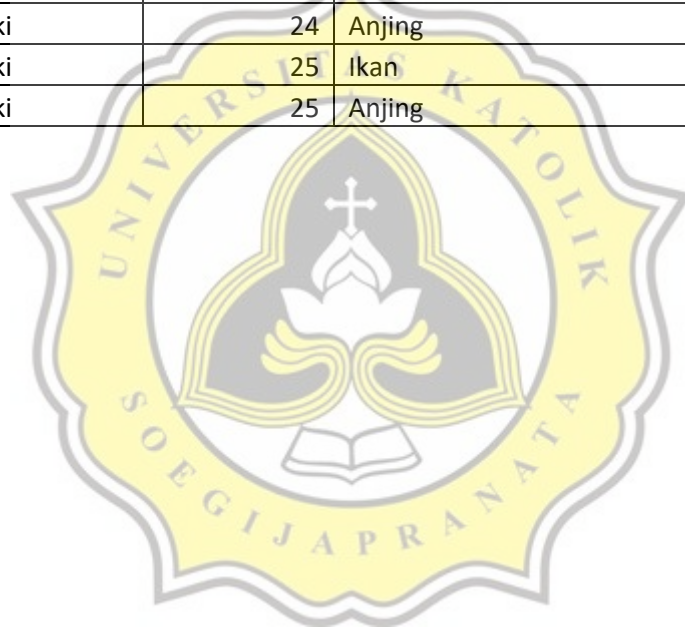 ki 24 Anjing
ki 25 Ikan
ki 25 Anjing
UNIVERSITAS KATOLIK
SOEGIJAPRANATA